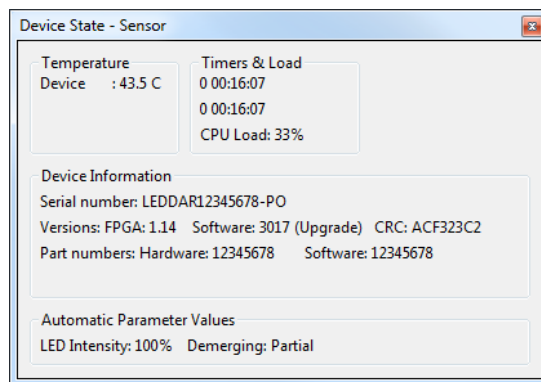 Device State - Sensor
Temperature
Device : 43.5 C
Timers & Load
0 00:16:07
0 00:16:07
CPU Load: 33%
Device Information
Serial number: LEDDAR12345678-PO
Versions: FPGA: 1.14 Software: 3017 (Upgrade) CRC: ACF323C2
Part numbers: Hardware: 12345678 Software: 12345678
Automatic Parameter Values
LED Intensity: 100% Demerging: Partial